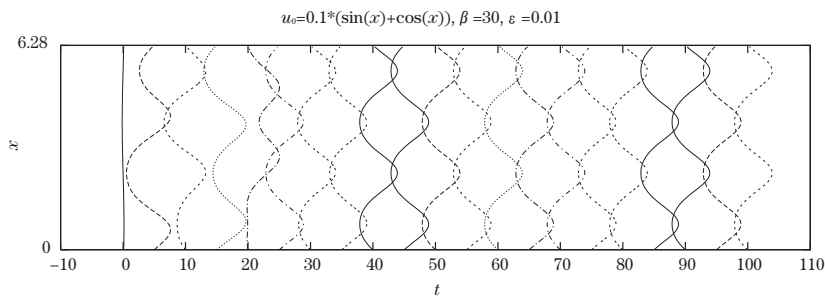 u₀=0.1*(sin(x)+cos(x)), β=30, ε=0.01
6.28
x
0
−10 0 10 20 30 40 50 60 70 80 90 100 110
t